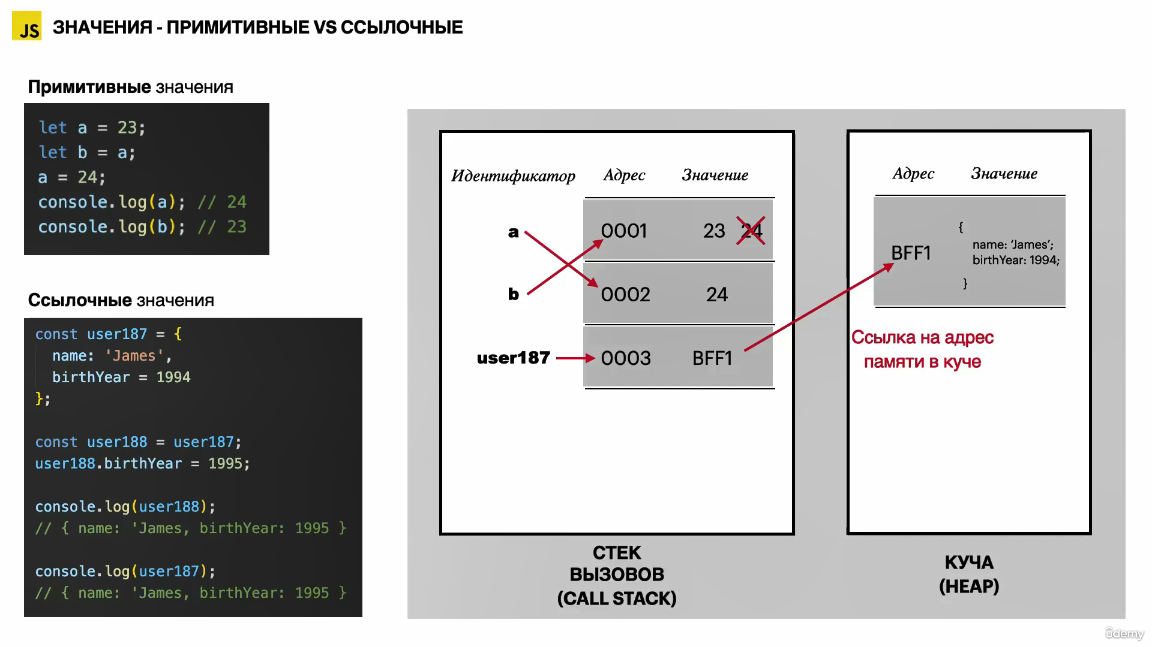 JS ЗНАЧЕНИЯ - ПРИМИТИВНЫЕ VS ССЫЛОЧНЫЕ
Примитивные значения
let a = 23;
let b = a;
a = 24;
console.log(a); // 24
console.log(b); // 23
Ссылочные значения
const user187 = {
name: 'James',
birthYear = 1994
};
const user188 = user187;
user188.birthYear = 1995;
console.log(user188);
// { name: 'James, birthYear: 1995 }
console.log(user187);
// { name: 'James, birthYear: 1995 }
Идентификатор Адрес Значение
a 0001 23 24
b 0002 24
user187 0003 BFF1
СТЕК
ВЫЗОВОВ
(CALL STACK)
Адрес Значение
{
name: ‘James’;
BFF1
birthYear: 1994;
}
Ссылка на адрес
памяти в куче
КУЧА
(HEAP)
ûdemy